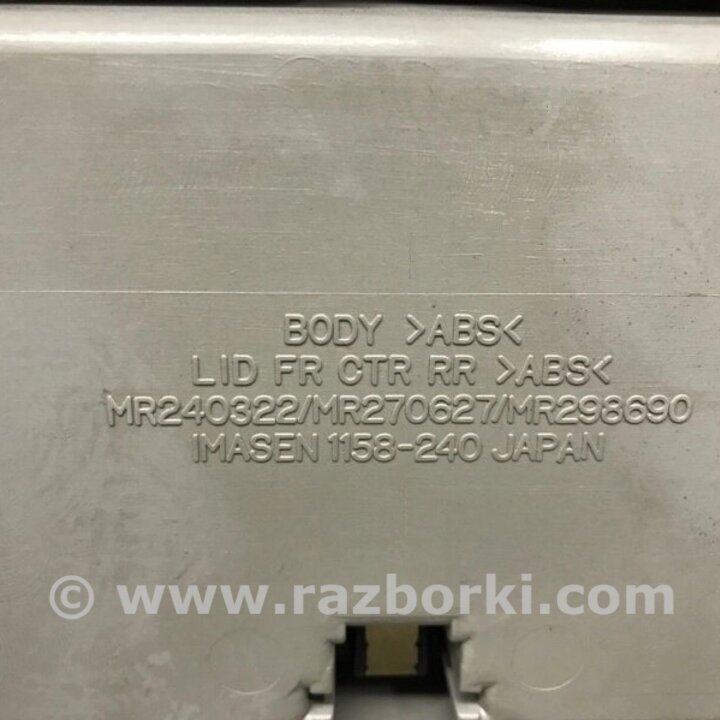 BODY >ABS<
LID FR CTR RR >ABS<
MR240322/MR270627/MR298690
IMASEN 1158-240 JAPAN
© www.razborki.com